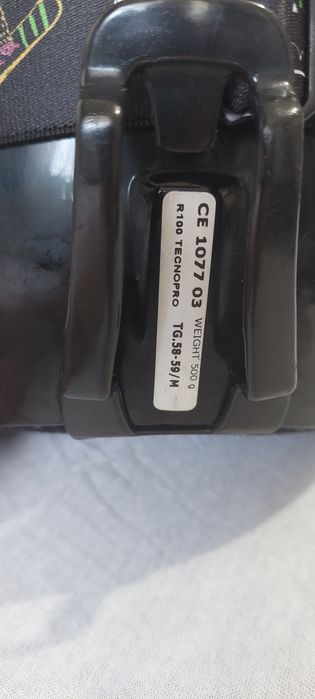 CE 1077 03 WEIGHT 500 g
R100 TECNOPRO TG.58-59/M